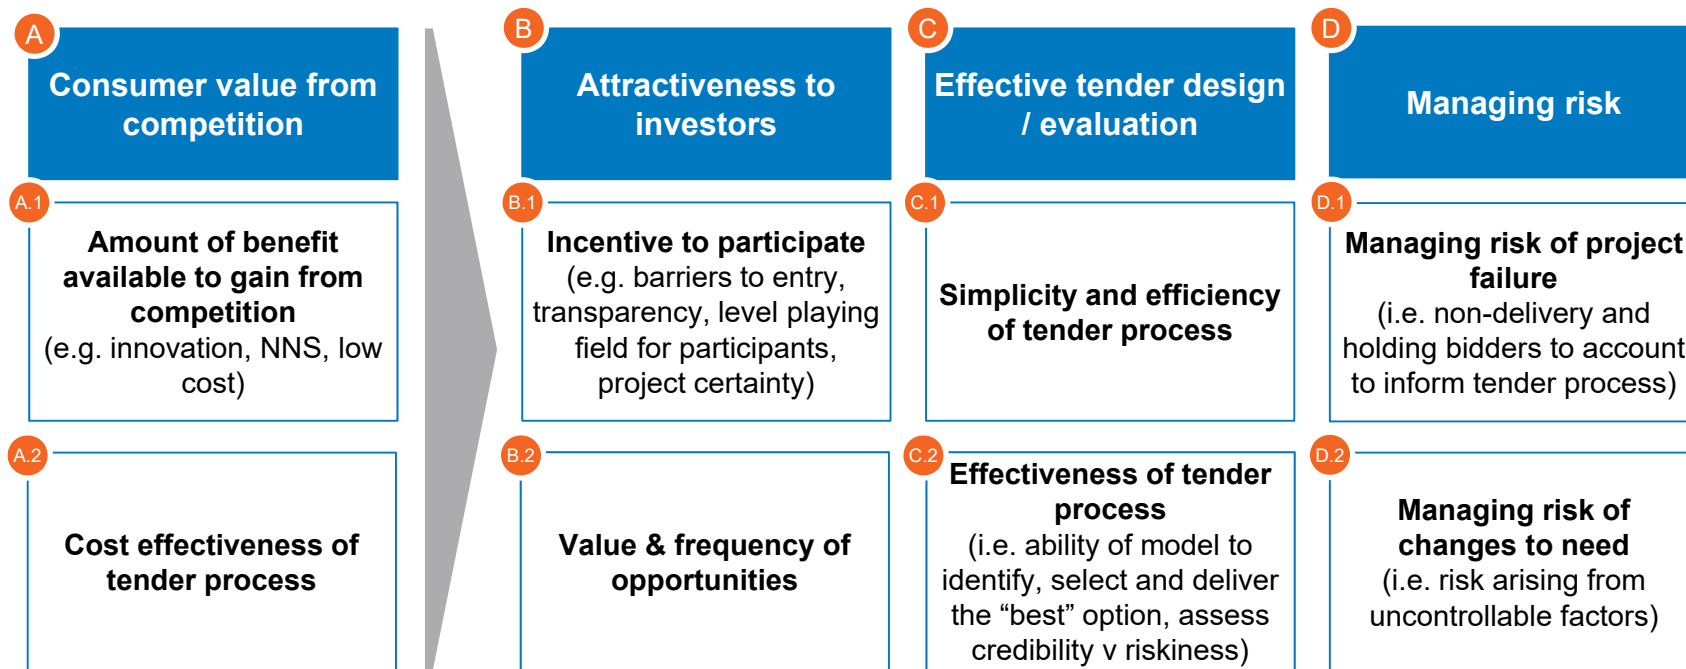 A
Consumer value from
competition
A.1
Amount of benefit
available to gain from
competition
(e.g. innovation, NNS, low
cost)
A.2
Cost effectiveness of
tender process
B
Attractiveness to
investors
B.1
Incentive to participate
(e.g. barriers to entry,
transparency, level playing
field for participants,
project certainty)
B.2
Value & frequency of
opportunities
C
Effective tender design
/ evaluation
C.1
Simplicity and efficiency
of tender process
C.2
Effectiveness of tender
process
(i.e. ability of model to
identify, select and deliver
the “best” option, assess
credibility v riskiness)
D
Managing risk
D.1
Managing risk of project
failure
(i.e. non-delivery and
holding bidders to account
to inform tender process)
D.2
Managing risk of
changes to need
(i.e. risk arising from
uncontrollable factors)